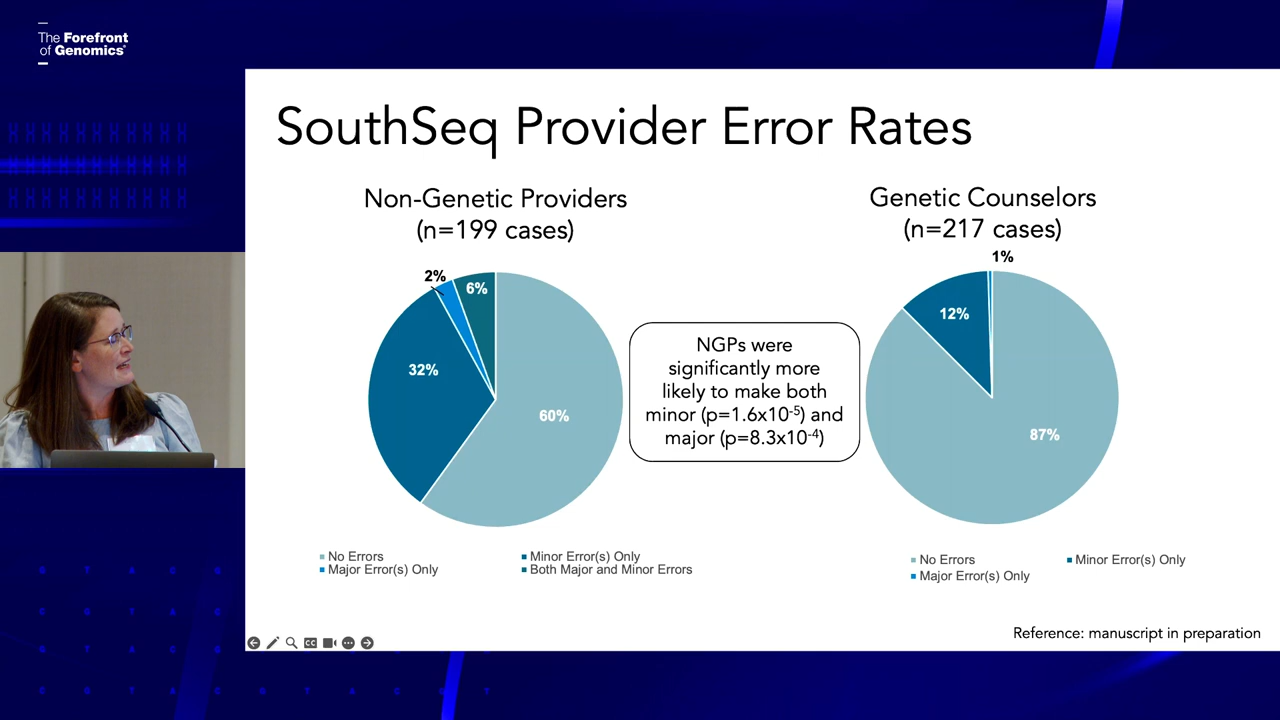 The Forefront
of Genomics®
SouthSeq Provider Error Rates
Non-Genetic Providers
(n=199 cases)
Genetic Counselors
(n=217 cases)
2%
6%
32%
60%
NGPs were
significantly more
likely to make both
minor (p=1.6x10⁻⁵) and
major (p=8.3x10⁻⁴)
1%
12%
87%
No Errors
Minor Error(s) Only
Major Error(s) Only
Both Major and Minor Errors
No Errors
Minor Error(s) Only
Major Error(s) Only
Reference: manuscript in preparation
CC